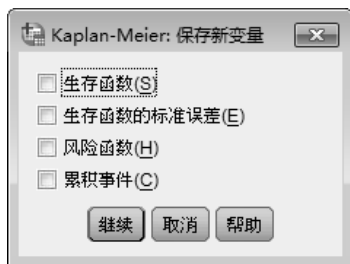 Kaplan-Meier: 保存新变量
生存函数(S)
生存函数的标准误差(E)
风险函数(H)
累积事件(C)
继续 取消 帮助